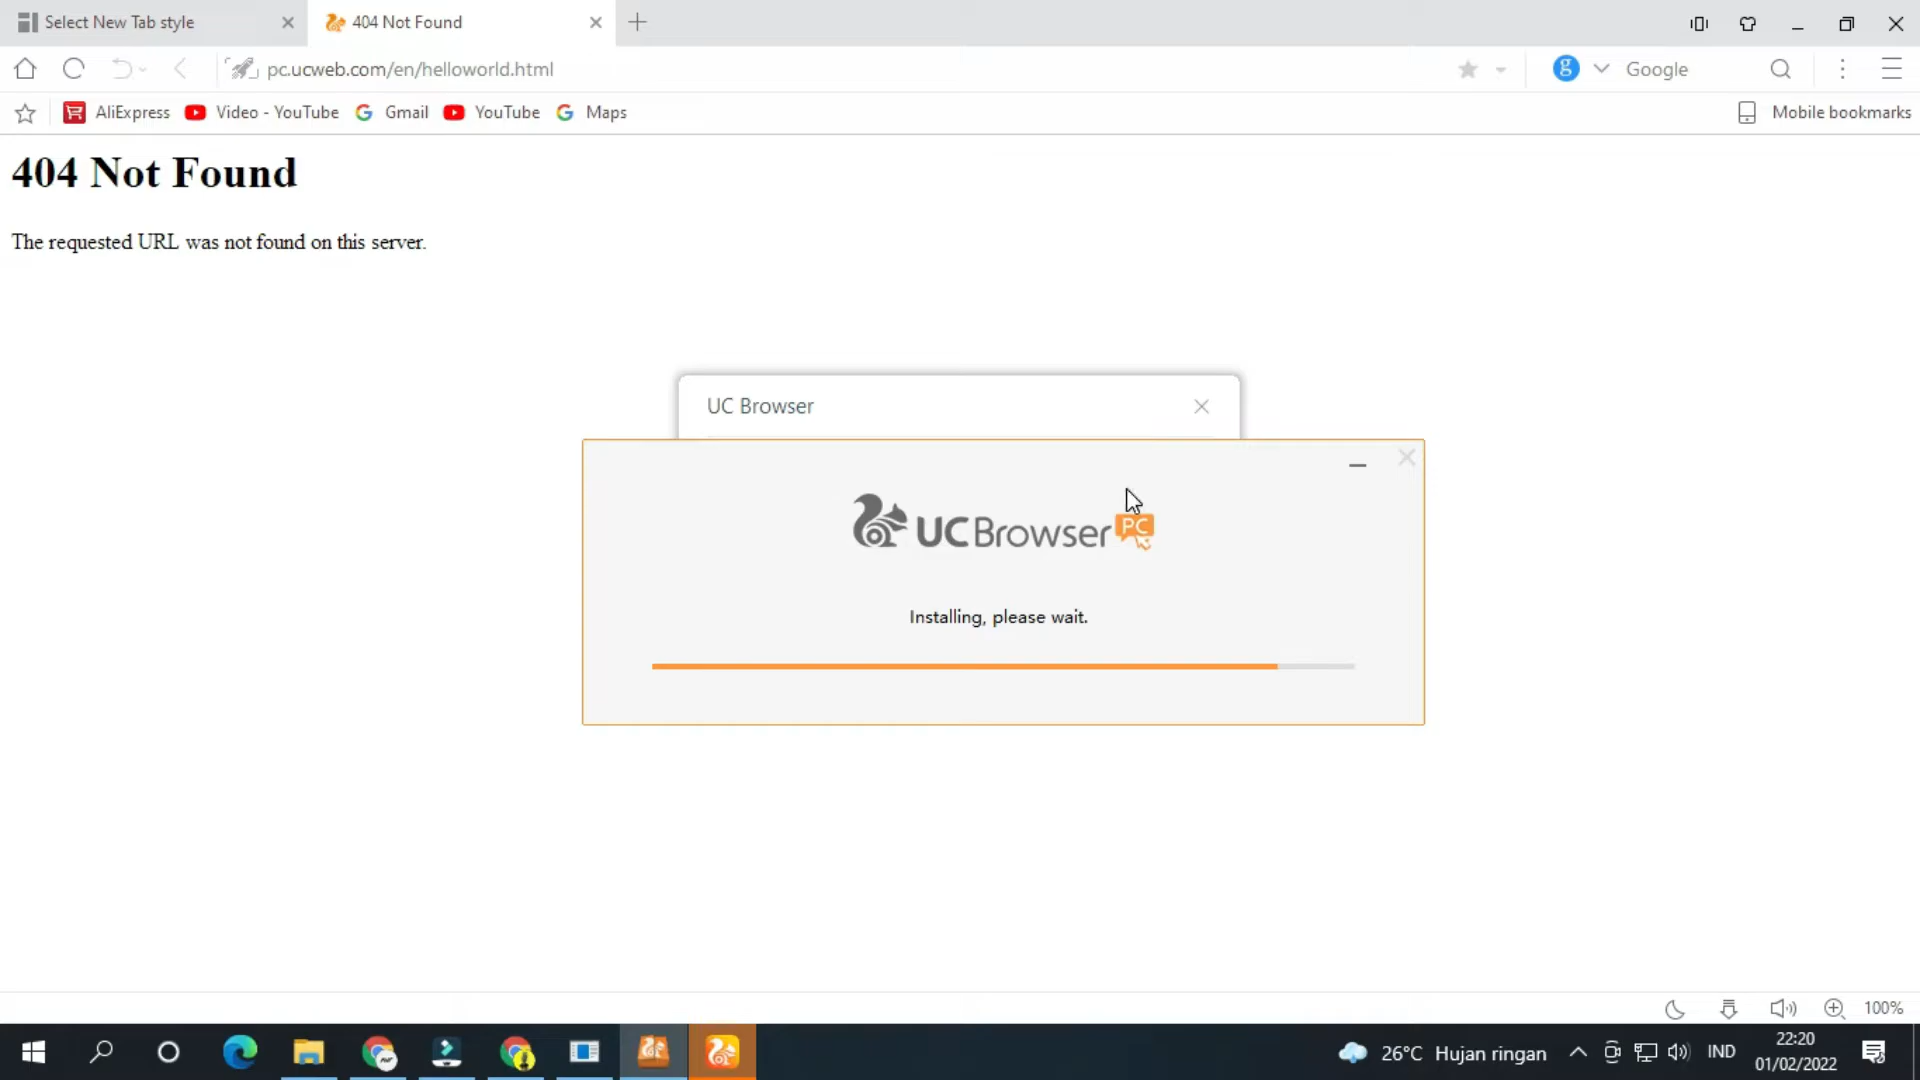 Select New Tab style
404 Not Found
pc.ucweb.com/en/helloworld.html
g
Google
AliExpress
Video - YouTube
Gmail
YouTube
Maps
Mobile bookmarks
404 Not Found
The requested URL was not found on this server.
UC Browser
UC Browser PC
Installing, please wait.
100%
26°C Hujan ringan
IND
22:20
01/02/2022